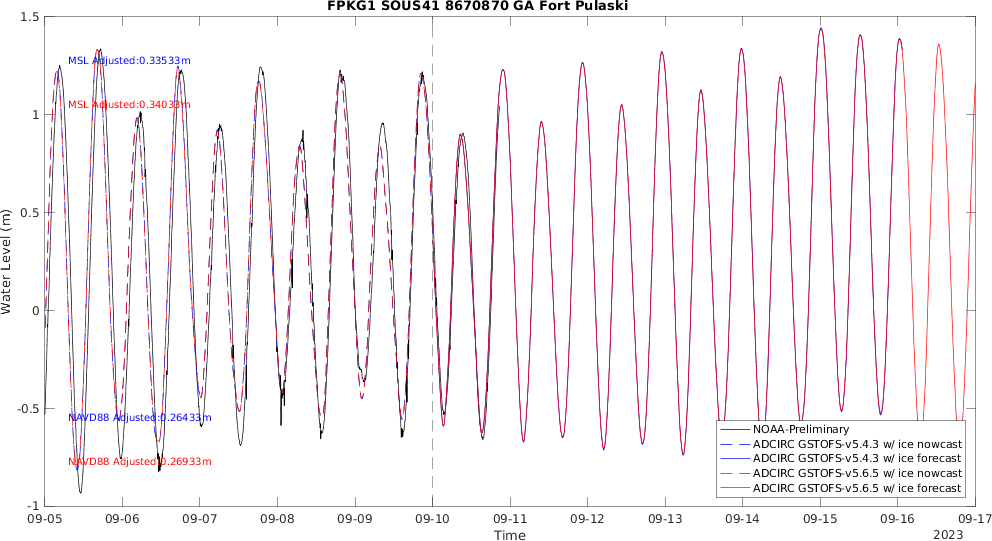 FPKG1 SOUS41 8670870 GA Fort Pulaski
1.5
MSL Adjusted:0.33533m
MSL Adjusted:0.34033m
1
0.5
Water Level (m)
0
-0.5
NAVD88 Adjusted:0.26433m
NAVD88 Adjusted:0.26933m
-1
NOAA-Preliminary
ADCIRC GSTOFS-v5.4.3 w/ ice nowcast
ADCIRC GSTOFS-v5.4.3 w/ ice forecast
ADCIRC GSTOFS-v5.6.5 w/ ice nowcast
ADCIRC GSTOFS-v5.6.5 w/ ice forecast
09-05 09-06 09-07 09-08 09-09 09-10 09-11 09-12 09-13 09-14 09-15 09-16 09-17
Time
2023